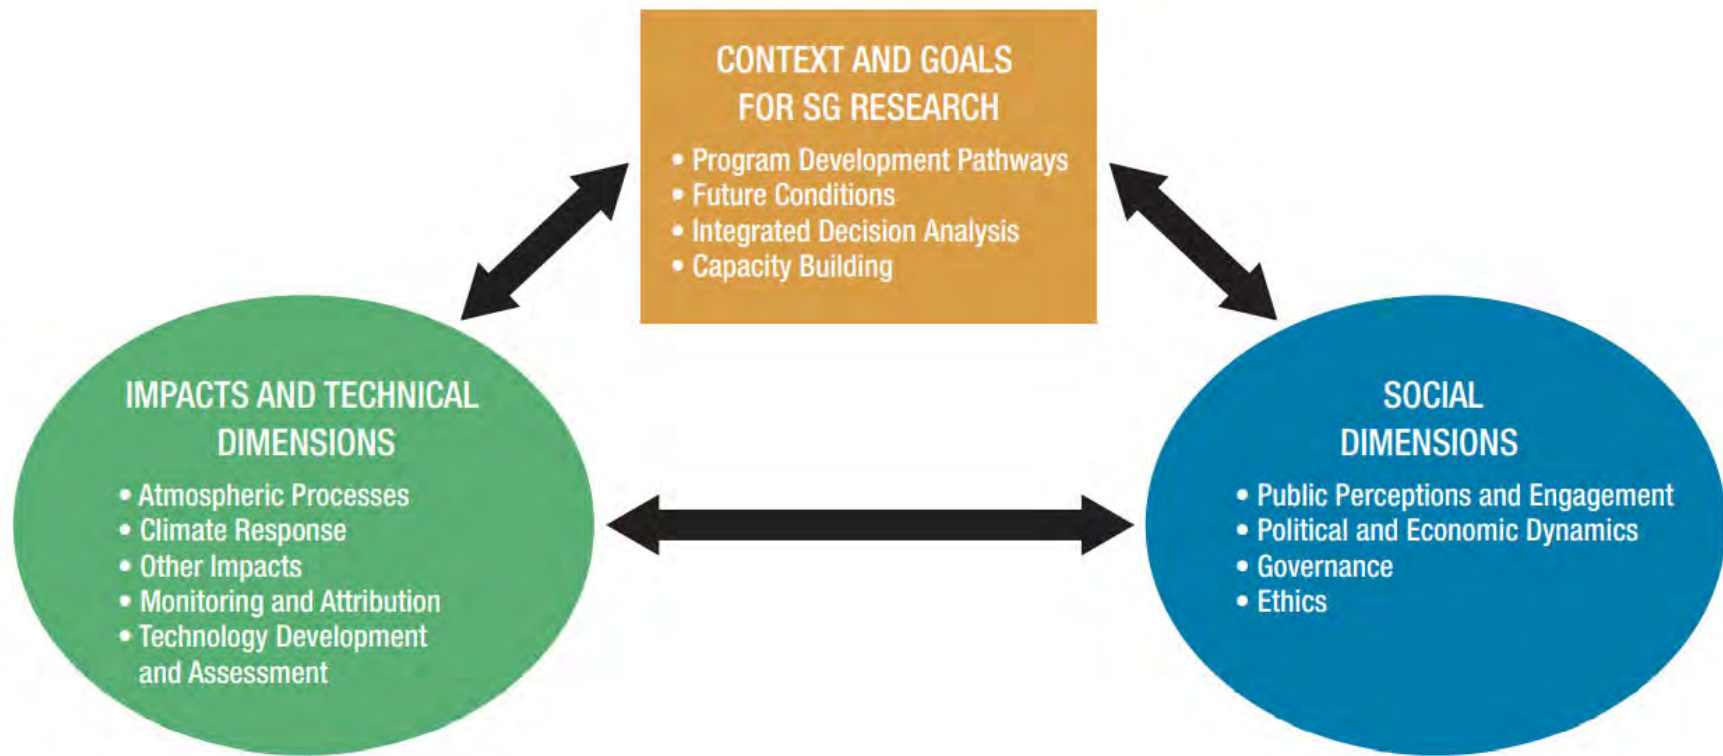 CONTEXT AND GOALS
FOR SG RESEARCH
• Program Development Pathways
• Future Conditions
• Integrated Decision Analysis
• Capacity Building
IMPACTS AND TECHNICAL
DIMENSIONS
• Atmospheric Processes
• Climate Response
• Other Impacts
• Monitoring and Attribution
• Technology Development
and Assessment
SOCIAL
DIMENSIONS
• Public Perceptions and Engagement
• Political and Economic Dynamics
• Governance
• Ethics